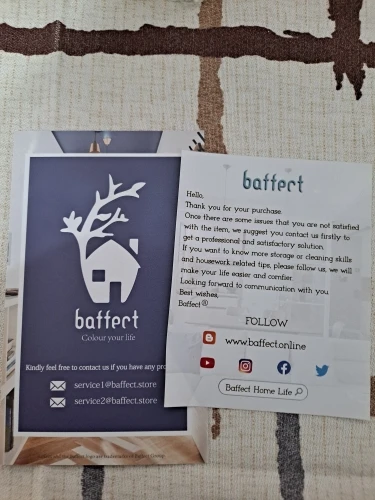 baffect
Colour your life
Kindly feel free to contact us if you have any pro
service1@baffect.store
service2@baffect.store
baffect
Hello,
Thank you for your purchase.
Once there are some issues that you are not satisfied
with the item, we suggest you contact us firstly to
get a professional and satisfactory solution.
If you want to know more storage or cleaning skills
and housework related tips, please follow us, we will
make your life easier and comfier.
Looking forward to communication with you.
Best wishes,
Baffect®
FOLLOW
www.baffect.online
Baffect Home Life